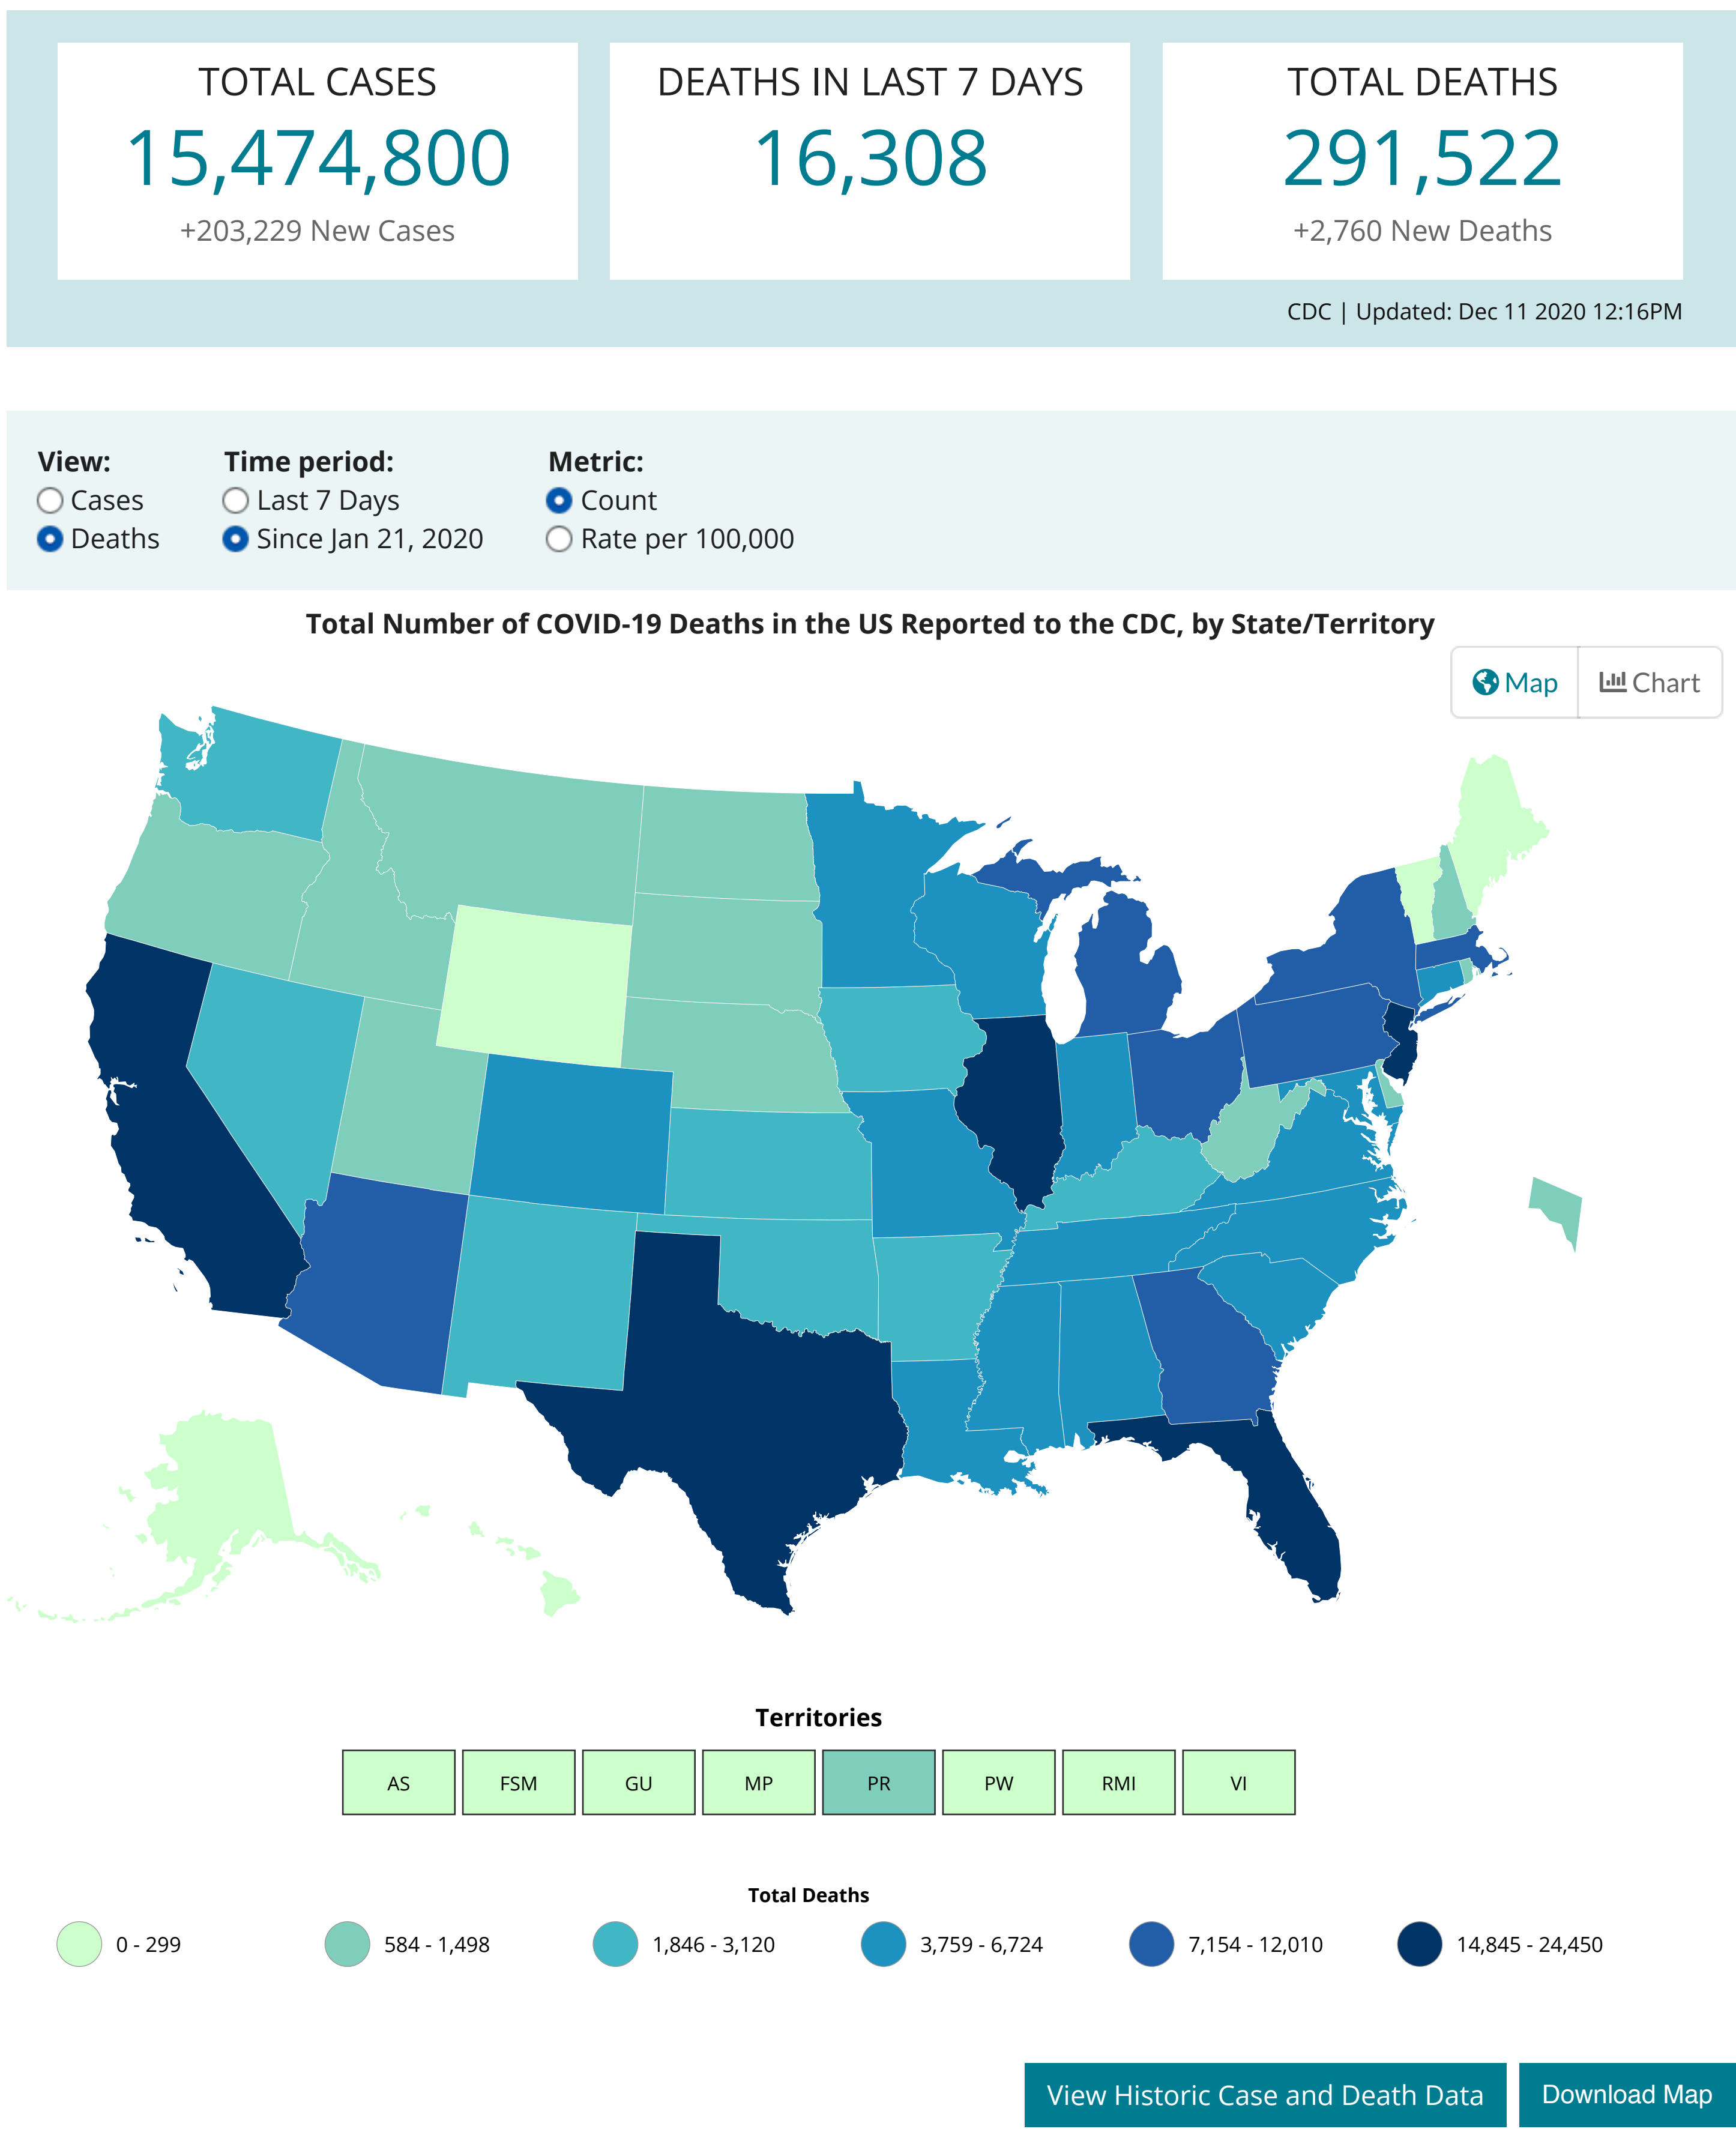 TOTAL CASES
15,474,800
+203,229 New Cases
DEATHS IN LAST 7 DAYS
16,308
TOTAL DEATHS
291,522
+2,760 New Deaths
CDC | Updated: Dec 11 2020 12:16PM
View:
Cases
Deaths
Time period:
Last 7 Days
Since Jan 21, 2020
Metric:
Count
Rate per 100,000
Total Number of COVID-19 Deaths in the US Reported to the CDC, by State/Territory
Map
Chart
Territories
AS
FSM
GU
MP
PR
PW
RMI
VI
Total Deaths
0 - 299
584 - 1,498
1,846 - 3,120
3,759 - 6,724
7,154 - 12,010
14,845 - 24,450
View Historic Case and Death Data
Download Map